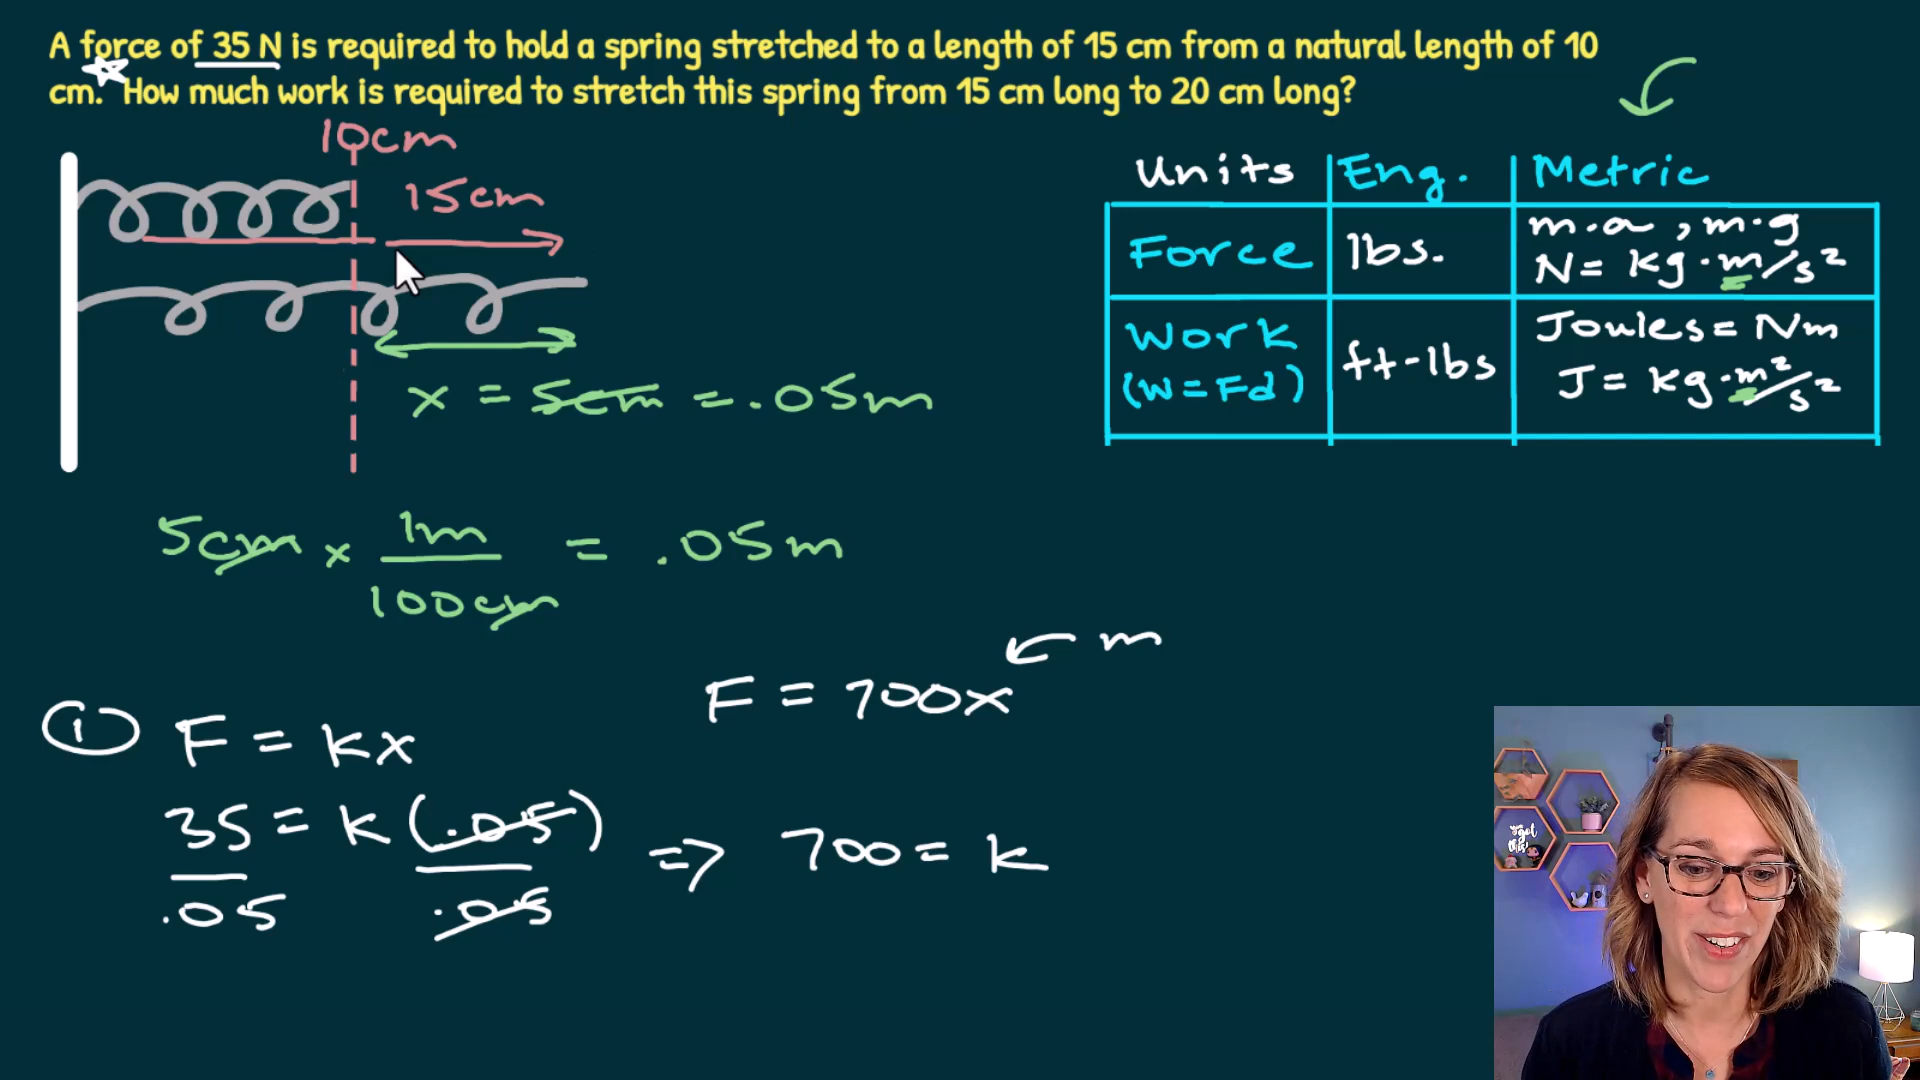 A force of 35 N is required to hold a spring stretched to a length of 15 cm from a natural length of 10
cm. How much work is required to stretch this spring from 15 cm long to 20 cm long?
10cm
15cm
x = 5cm = .05m
5cm x 1m/100cm = .05m
Units Eng. Metric
Force lbs. m·a, m·g
N = kg·m/s²
Work (W=Fd) ft-lbs Joules = Nm
J = kg·m²/s²
F = 700x ← m
① F = kx
35/.05 = k(.05)/.05 => 700 = k
got this!